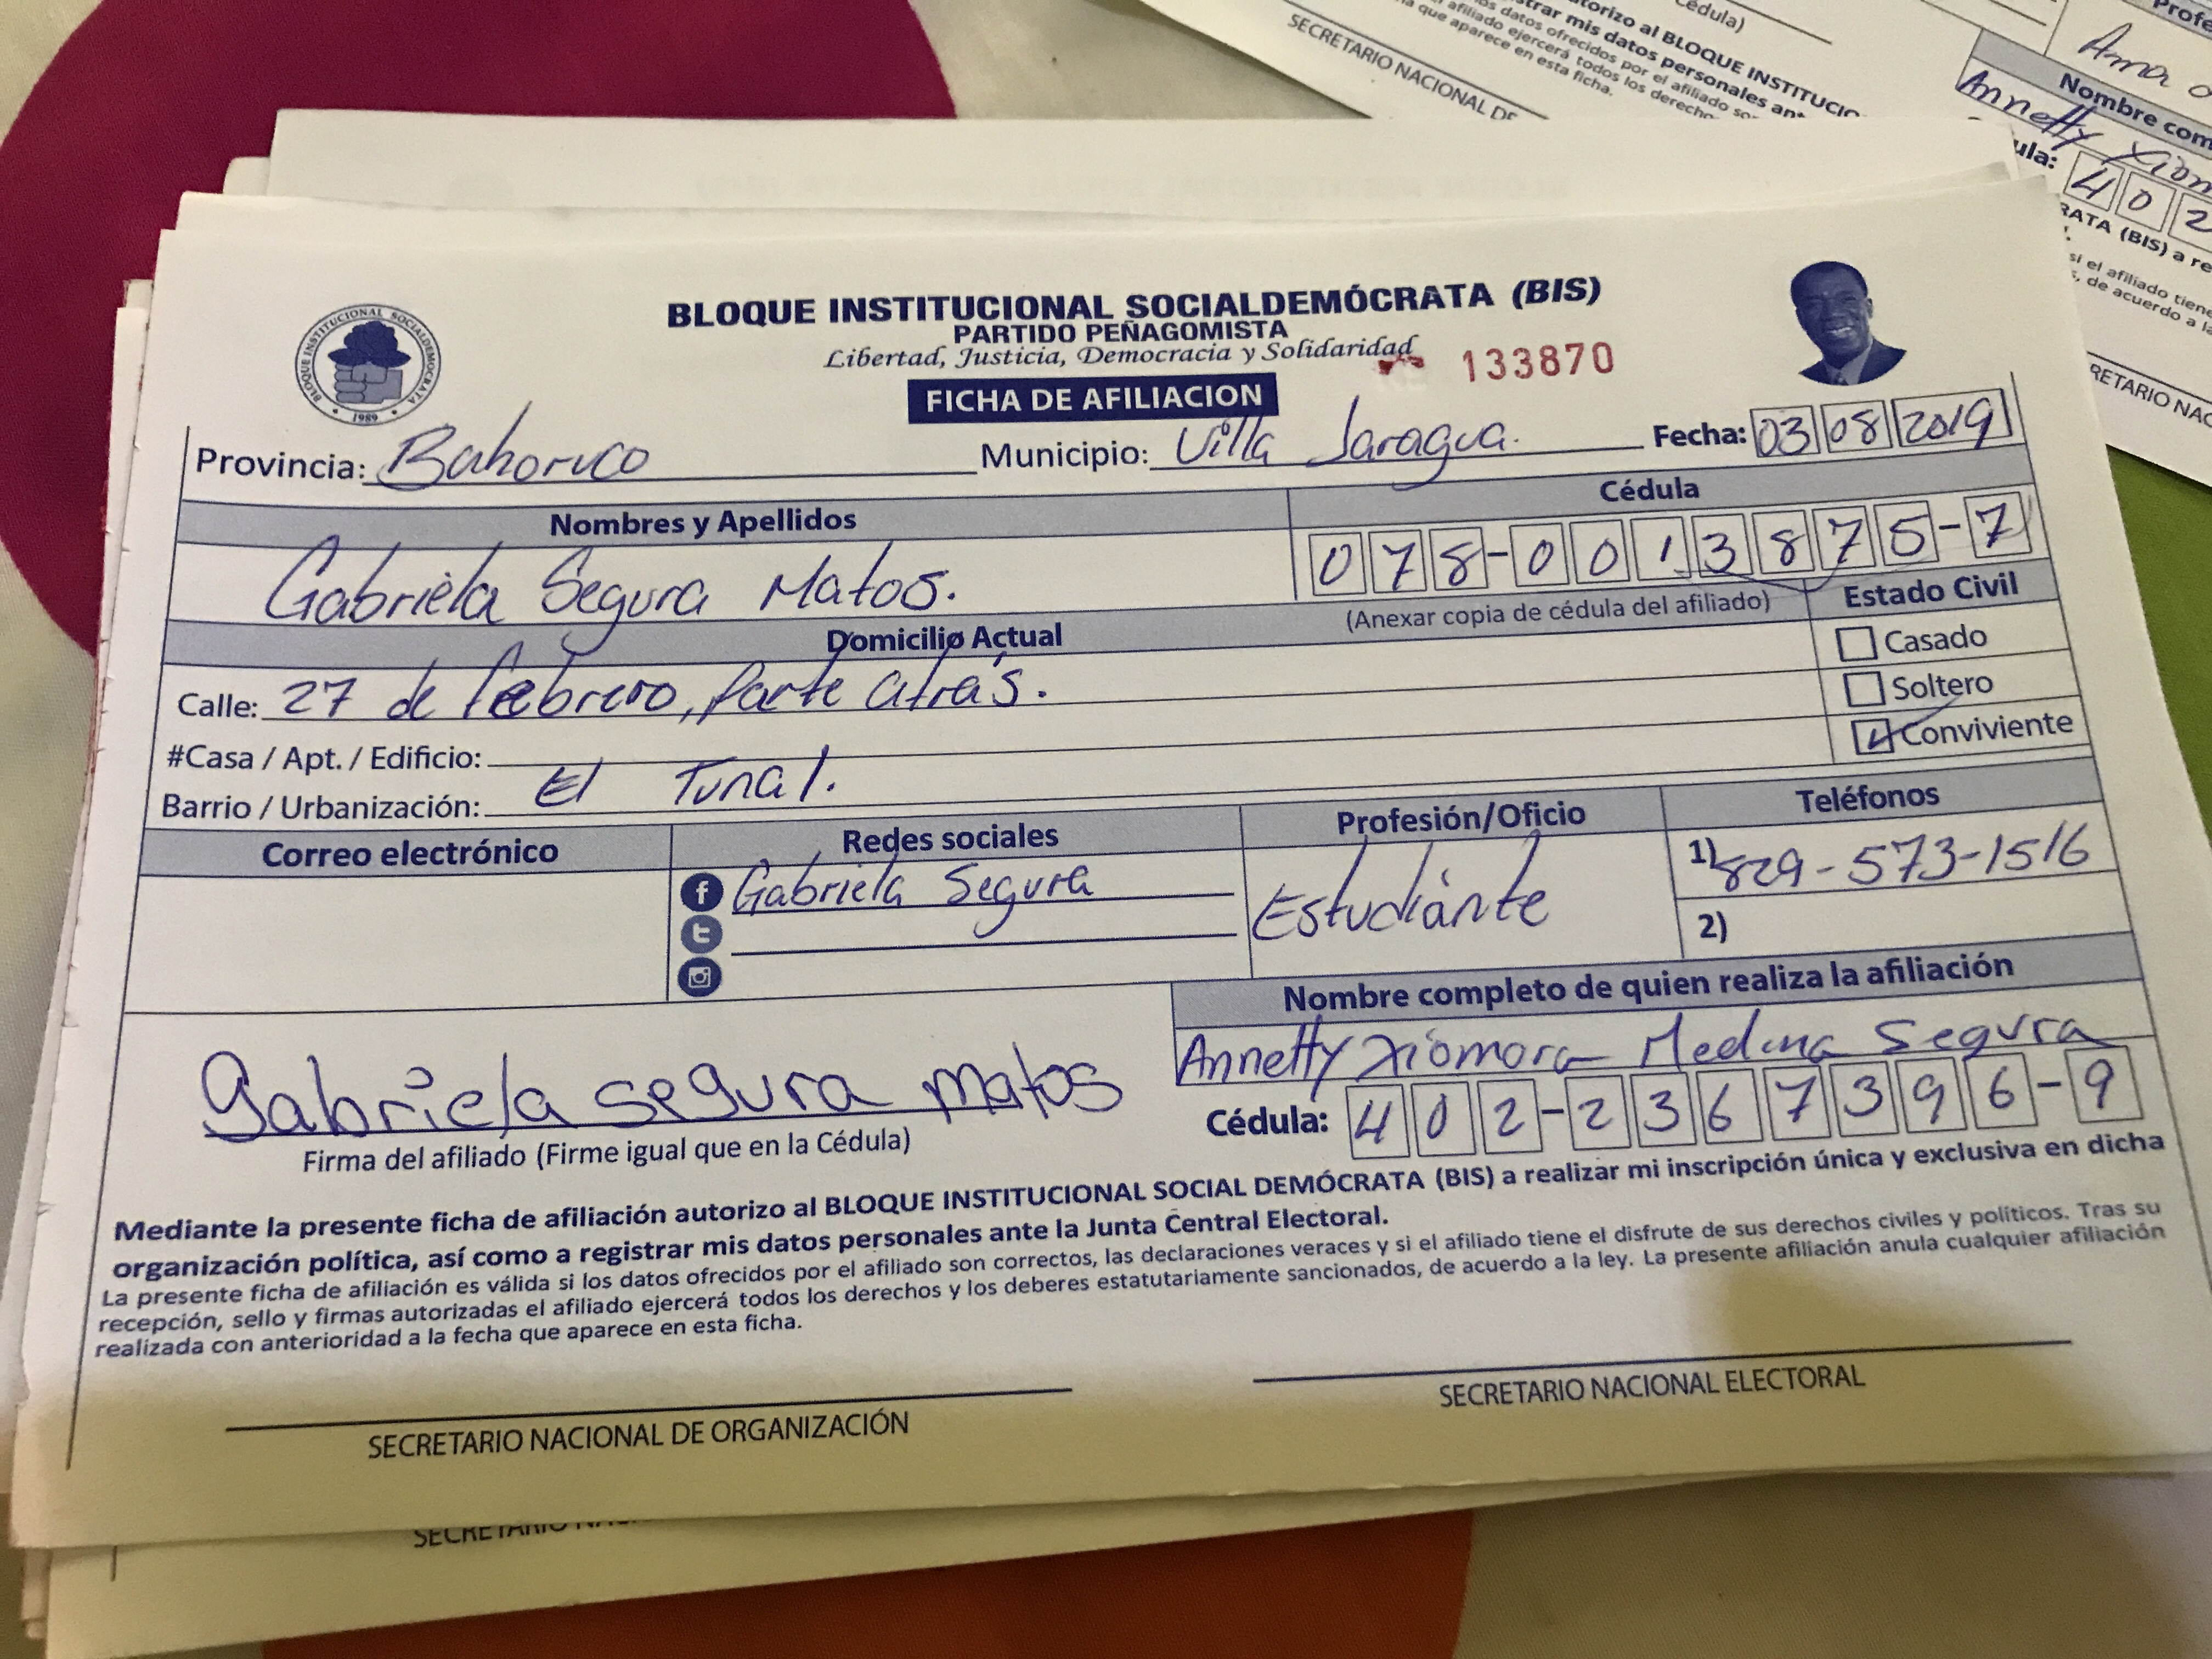 BLOQUE INSTITUCIONAL SOCIALDEMÓCRATA (BIS)
PARTIDO PEÑAGOMISTA
Libertad, Justicia, Democracia y Solidaridad
133870
FICHA DE AFILIACION
BLOQUE INSTITUCIONAL SOCIALDEMOCRATA
1989
Provincia: Bahoruco Municipio: Villa Jaragua. Fecha: 03 08 2019
Nombres y Apellidos Cédula
Gabriela Segura Matos. 078-0013875-7
(Anexar copia de cédula del afiliado) Estado Civil
Domicilio Actual
Casado
Calle: 27 de Febrero, Parte atrás.
Soltero
#Casa / Apt. / Edificio:
Conviviente
Barrio / Urbanización: El Tunal.
Correo electrónico Redes sociales Profesión/Oficio Teléfonos
Gabriela Segura Estudiante 1) 829-573-1516
2)
Nombre completo de quien realiza la afiliación
Annetty Xiomora Medina Segura
Gabriela segura matos
Cédula: 402-2367396-9
Firma del afiliado (Firme igual que en la Cédula)
Mediante la presente ficha de afiliación autorizo al BLOQUE INSTITUCIONAL SOCIAL DEMÓCRATA (BIS) a realizar mi inscripción única y exclusiva en dicha
organización política, así como a registrar mis datos personales ante la Junta Central Electoral.
La presente ficha de afiliación es válida si los datos ofrecidos por el afiliado son correctos, las declaraciones veraces y si el afiliado tiene el disfrute de sus derechos civiles y políticos. Tras su
recepción, sello y firmas autorizadas el afiliado ejercerá todos los derechos y los deberes estatutariamente sancionados, de acuerdo a la ley. La presente afiliación anula cualquier afiliación
realizada con anterioridad a la fecha que aparece en esta ficha.
SECRETARIO NACIONAL DE ORGANIZACIÓN
SECRETARIO NACIONAL ELECTORAL